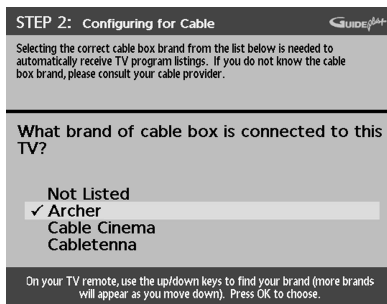 STEP 2: Configuring for Cable
GUIDE plus+
Selecting the correct cable box brand from the list below is needed to
automatically receive TV program listings. If you do not know the cable
box brand, please consult your cable provider.
What brand of cable box is connected to this
TV?
Not Listed
✓ Archer
Cable Cinema
Cabletenna
On your TV remote, use the up/down keys to find your brand (more brands
will appear as you move down). Press OK to choose.